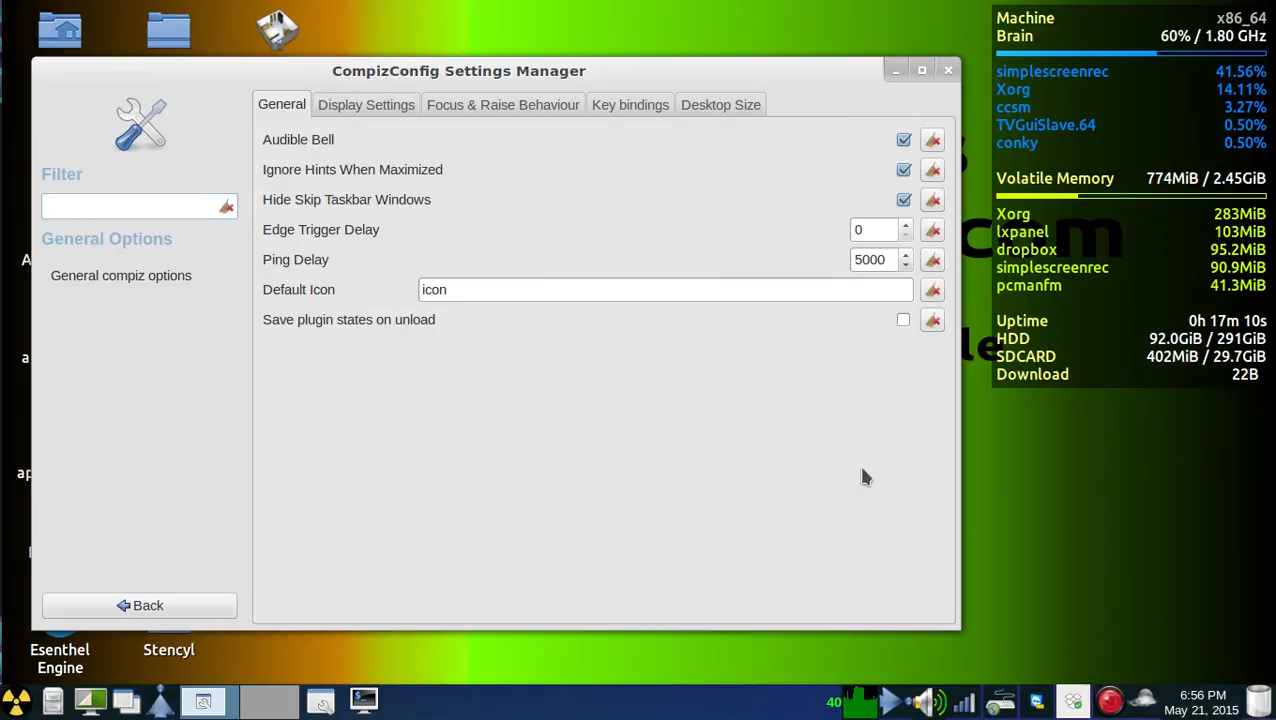 CompizConfig Settings Manager
Filter
General Options
General compiz options
Back
General
Display Settings
Focus & Raise Behaviour
Key bindings
Desktop Size
Audible Bell
Ignore Hints When Maximized
Hide Skip Taskbar Windows
Edge Trigger Delay 0
Ping Delay 5000
Default Icon icon
Save plugin states on unload
Machine x86_64
Brain 60% / 1.80 GHz
simplescreenrec 41.56%
Xorg 14.11%
ccsm 3.27%
TVGuiSlave.64 0.50%
conky 0.50%
Volatile Memory 774MiB / 2.45GiB
Xorg 283MiB
lxpanel 103MiB
dropbox 95.2MiB
simplescreenrec 90.9MiB
pcmanfm 41.3MiB
Uptime 0h 17m 10s
HDD 92.0GiB / 291GiB
SDCARD 402MiB / 29.7GiB
Download 22B
com
le
Esenthel
Engine
Stencyl
40
6:56 PM
May 21, 2015